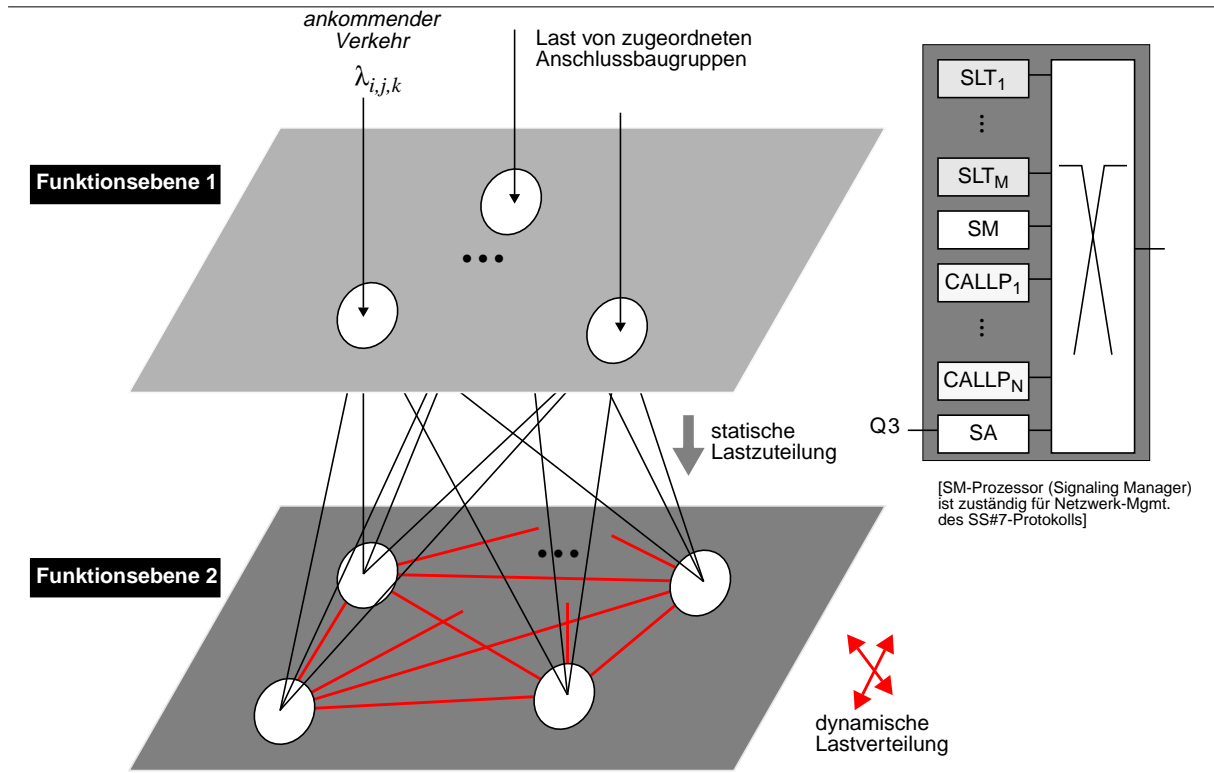 ankommender
Verkehr
λi,j,k
Last von zugeordneten
Anschlussbaugruppen
Funktionsebene 1
statische
Lastzuteilung
Funktionsebene 2
dynamische
Lastverteilung
SLT1
SLTM
SM
CALLP1
CALLPN
Q3
SA
[SM-Prozessor (Signaling Manager)
ist zuständig für Netzwerk-Mgmt.
des SS#7-Protokolls]